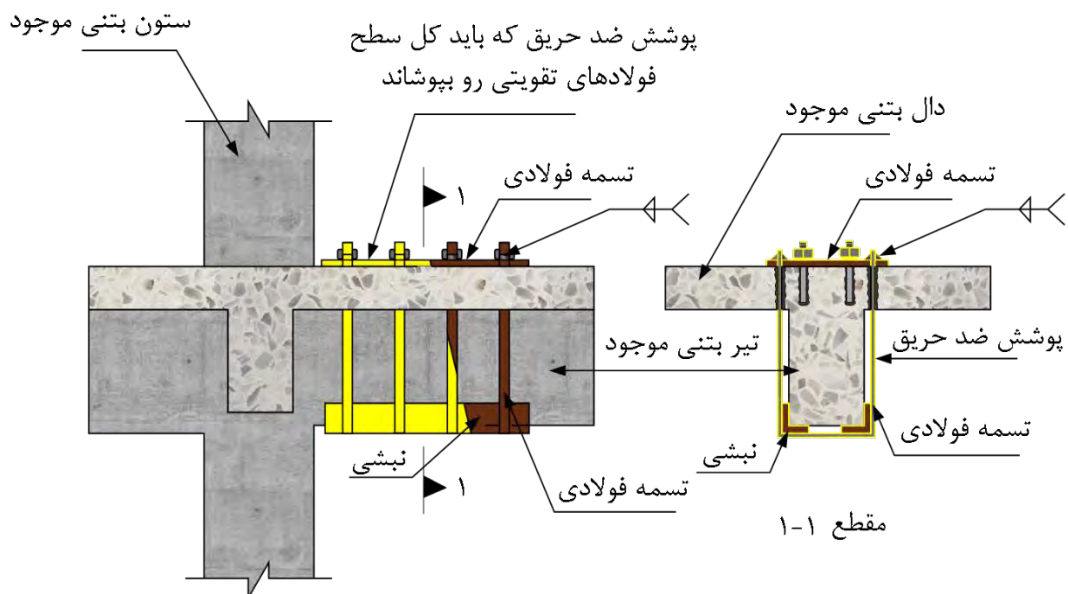 ستون بتنی موجود
پوشش ضد حریق که باید کل سطح
فولادهای تقویتی رو بپوشاند
دال بتنی موجود
۱
تسمه فولادی
تسمه فولادی
تیر بتنی موجود
پوشش ضد حریق
تسمه فولادی
نبشی
نبشی
۱
تسمه فولادی
مقطع ۱-۱